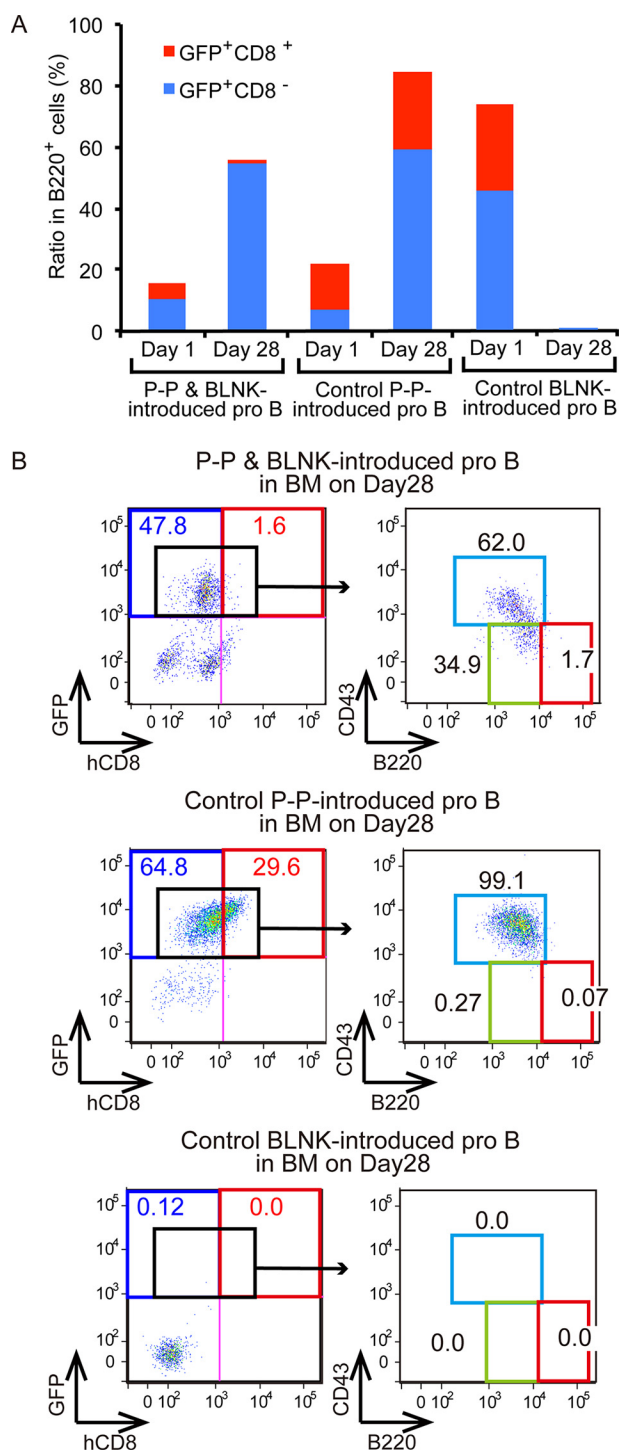 A
Ratio in B220+ cells (%)
100
80
60
40
20
0
GFP+CD8 +
GFP+CD8 -
Day 1
Day 28
Day 1
Day 28
Day 1
Day 28
P-P & BLNK-
introduced pro B
Control P-P-
introduced pro B
Control BLNK-
introduced pro B
B
P-P & BLNK-introduced pro B
in BM on Day28
47.8
1.6
10^5
10^4
10^3
10^2
0
0 10^2 10^3 10^4 10^5
GFP
hCD8
62.0
34.9
1.7
10^5
10^4
10^3
10^2
0
0 10^2 10^3 10^4 10^5
CD43
B220
Control P-P-introduced pro B
in BM on Day28
64.8
29.6
10^5
10^4
10^3
10^2
0
0 10^2 10^3 10^4 10^5
GFP
hCD8
99.1
0.27
0.07
10^5
10^4
10^3
10^2
0
0 10^2 10^3 10^4 10^5
CD43
B220
Control BLNK-introduced pro B
in BM on Day28
0.12
0.0
10^5
10^4
10^3
10^2
0
0 10^2 10^3 10^4 10^5
GFP
hCD8
0.0
0.0
0.0
10^5
10^4
10^3
10^2
0
0 10^2 10^3 10^4 10^5
CD43
B220